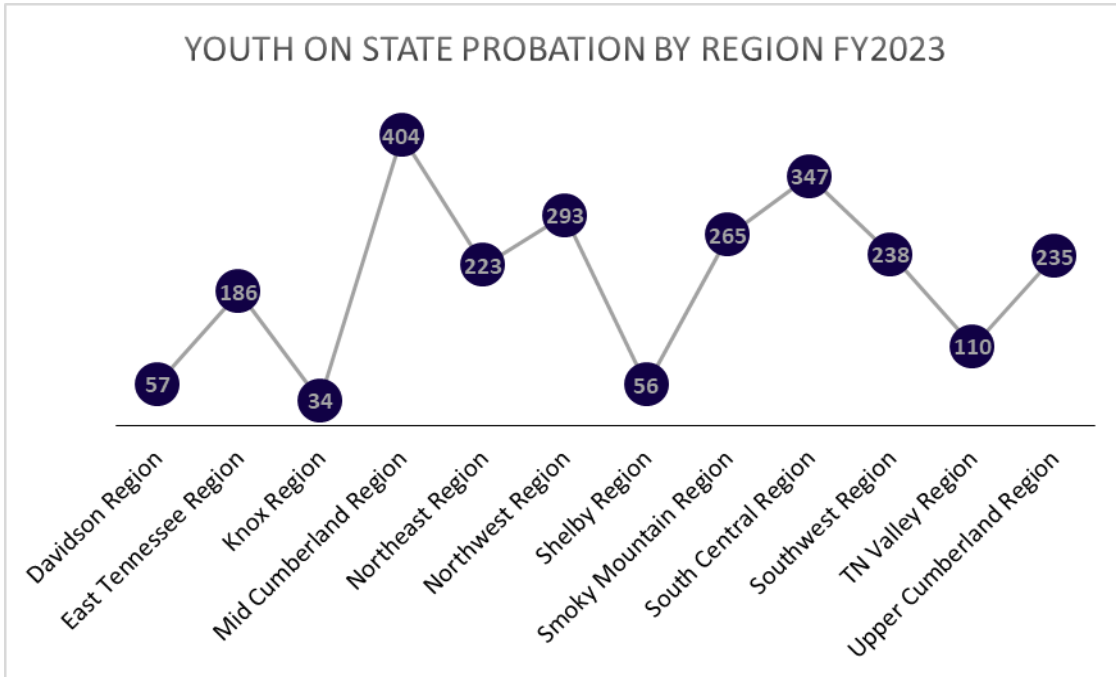 YOUTH ON STATE PROBATION BY REGION FY2023
57
186
34
404
223
293
56
265
347
238
110
235
Davidson Region
East Tennessee Region
Knox Region
Mid Cumberland Region
Northeast Region
Northwest Region
Shelby Region
Smoky Mountain Region
South Central Region
Southwest Region
TN Valley Region
Upper Cumberland Region